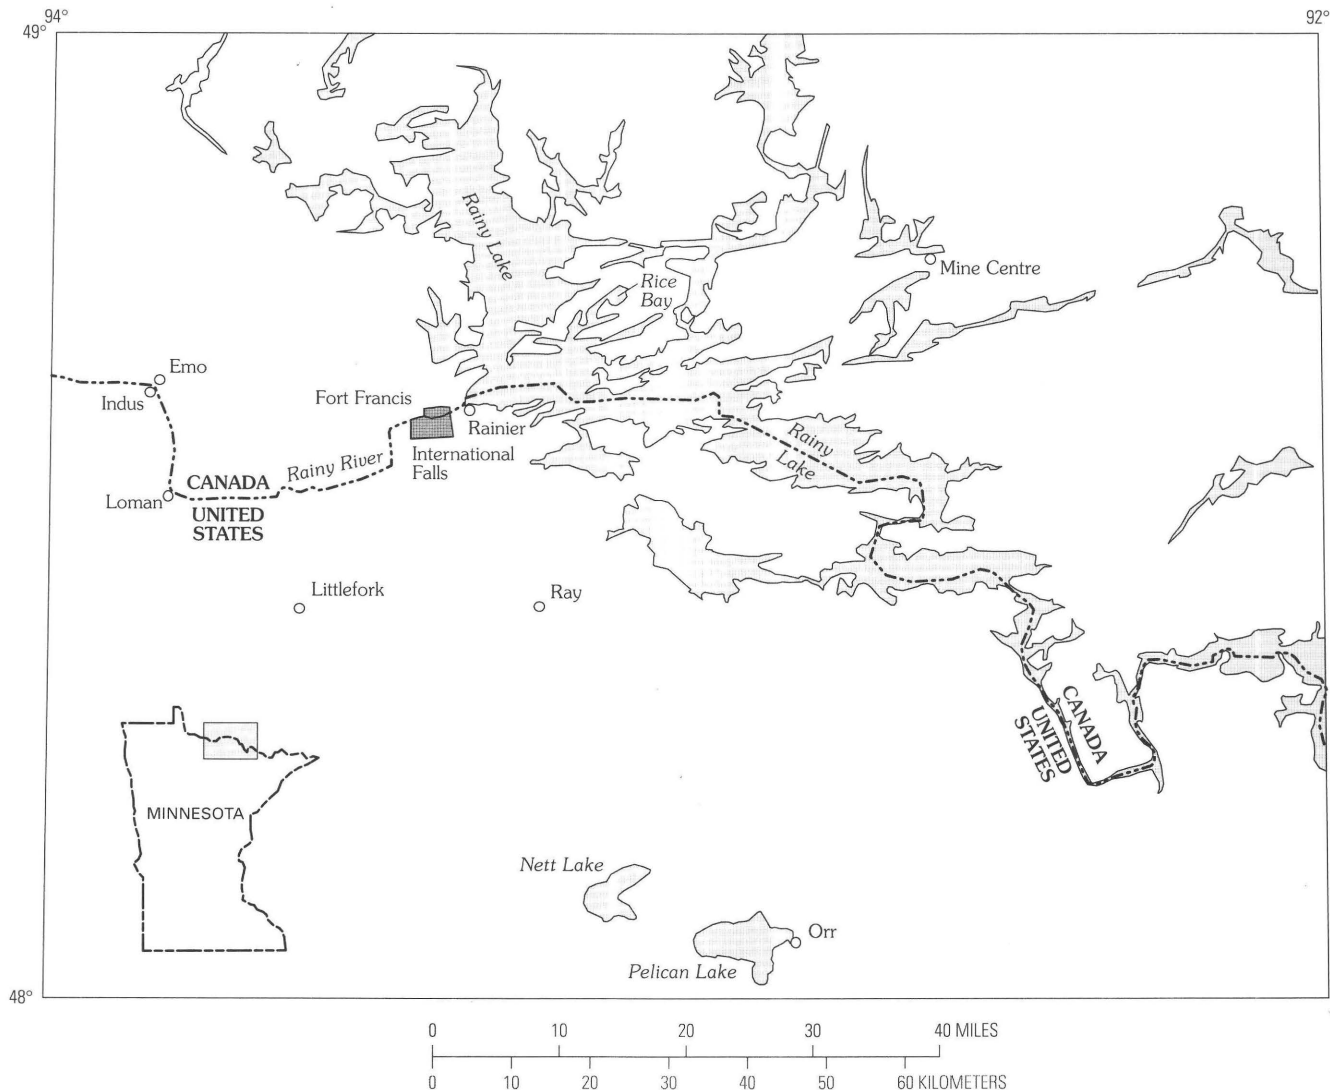 94°
92°
49°
Rainy Lake
Mine Centre
Rice
Bay
Emo
Indus
Fort Francis
Rainier
International
Falls
Rainy River
CANADA
UNITED
STATES
Loman
Rainy
Lake
Littlefork
Ray
CANADA
UNITED
STATES
MINNESOTA
Nett Lake
Orr
Pelican Lake
48°
0 10 20 30 40 MILES
0 10 20 30 40 50 60 KILOMETERS